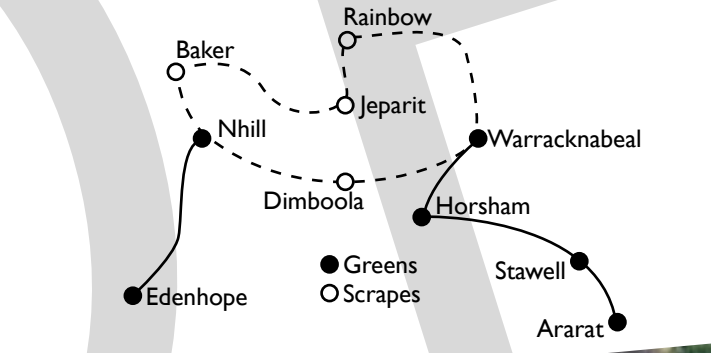 Rainbow
Baker
Jeparit
Nhill
Warracknabeal
Dimboola
Horsham
Greens
Stawell
Scrapes
Edenhope
Ararat